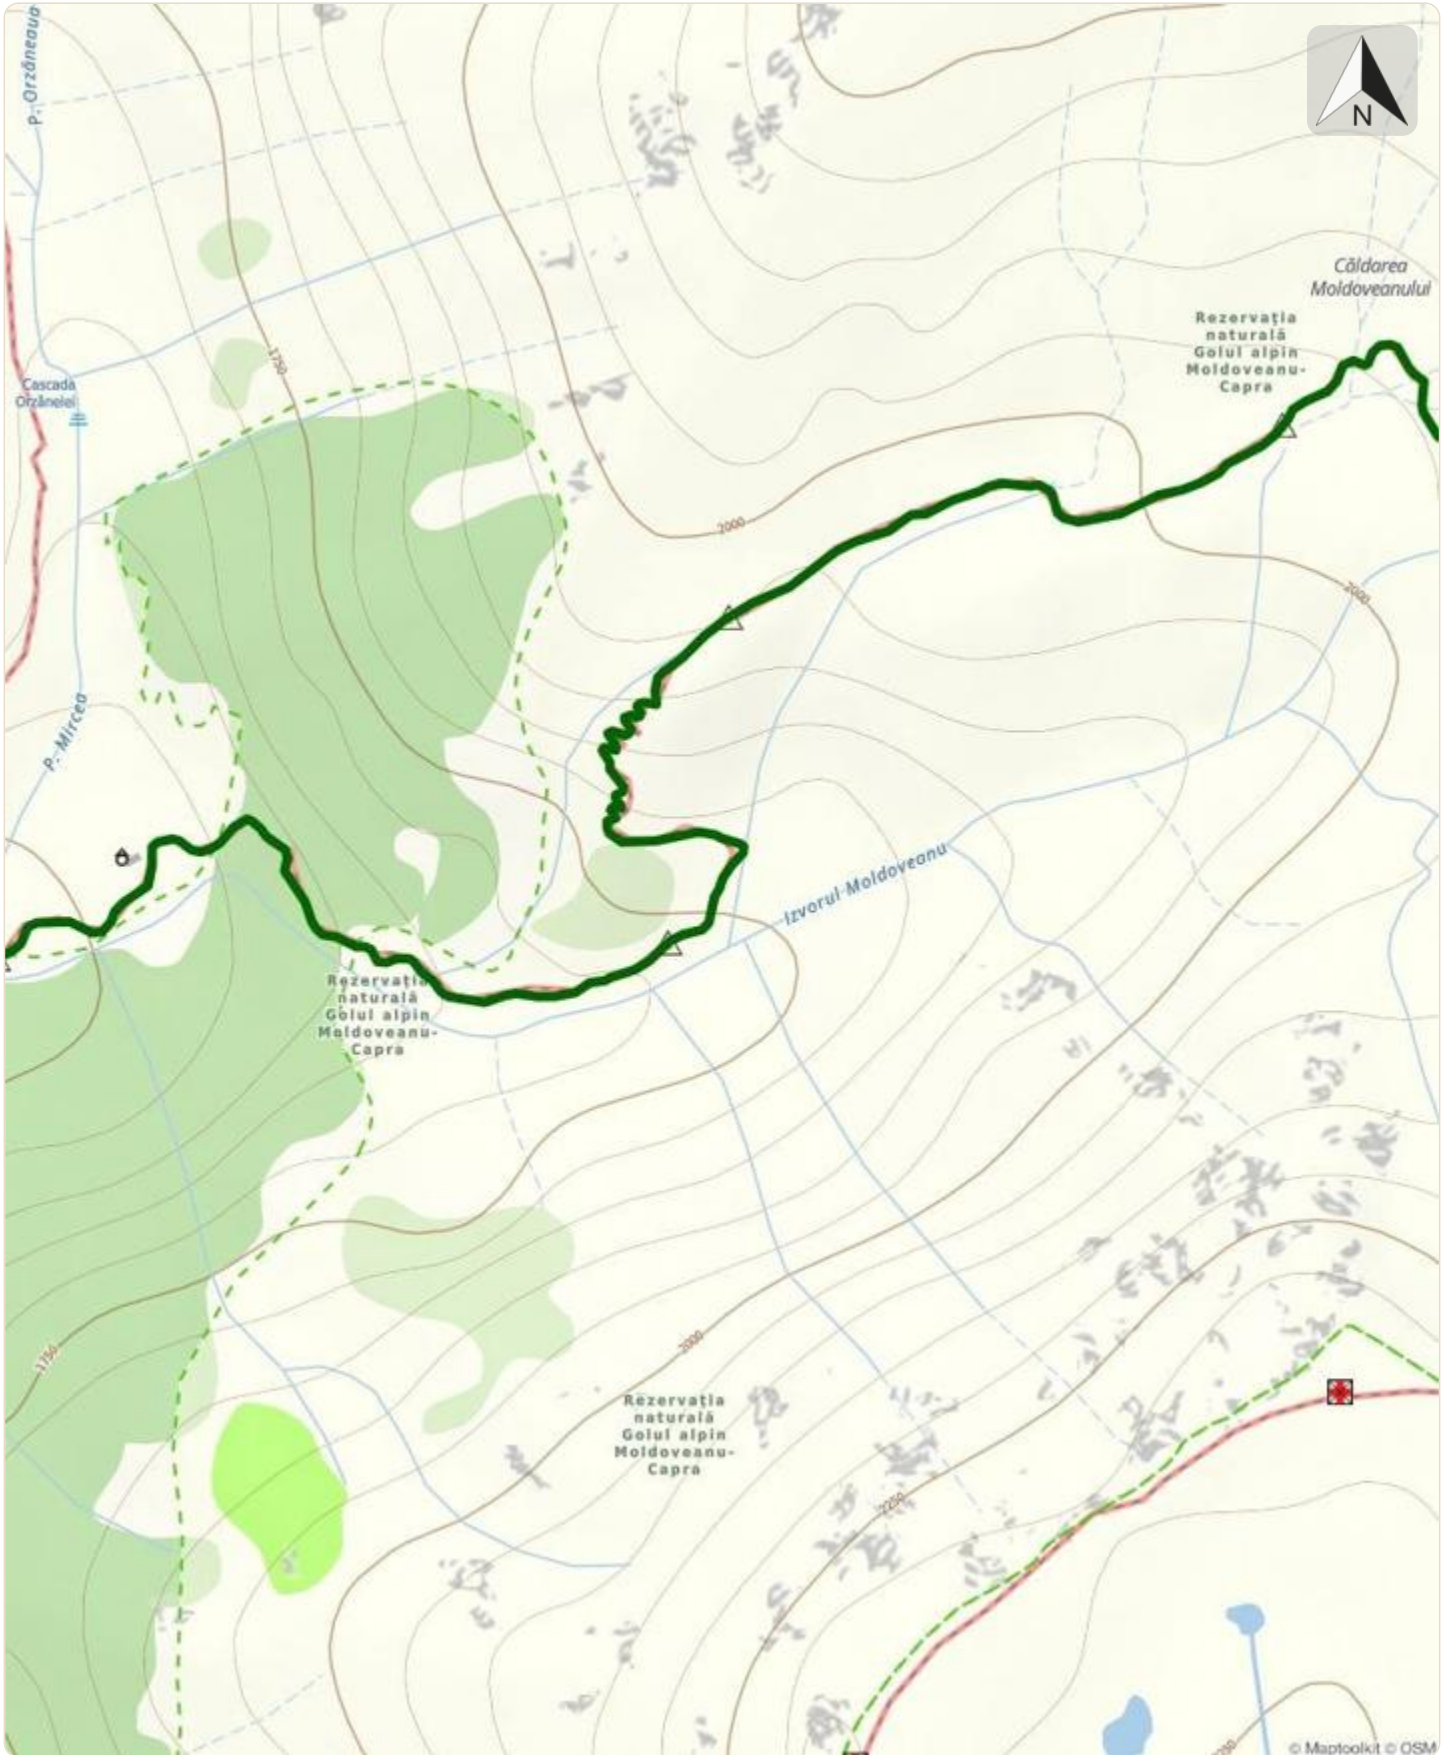 P. Orzăneaua
N
Căldarea
Moldoveanului
Rezervația
naturală
Golul alpin
Moldoveanu-
Capra
1750
Cascada
Orzănelei
2000
2000
P. Mircea
Izvorul Moldoveanu
Rezervația
naturală
Golul alpin
Moldoveanu-
Capra
1750
2000
Rezervația
naturală
Golul alpin
Moldoveanu-
Capra
2250
© Maptoolkit © OSM